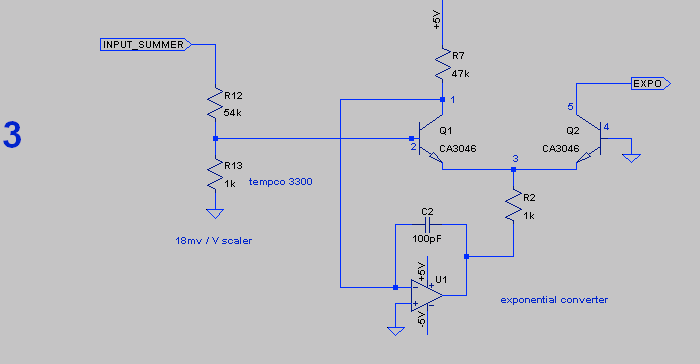 +5V
INPUT_SUMMER
R7
47k
EXPO
R12
54k
1
5
3
Q1
Q2
4
2
CA3046
CA3046
R13
1k
tempco 3300
3
R2
1k
C2
100pF
18mv / V scaler
+5V
U1
-
+
+
-
-5V
exponential converter